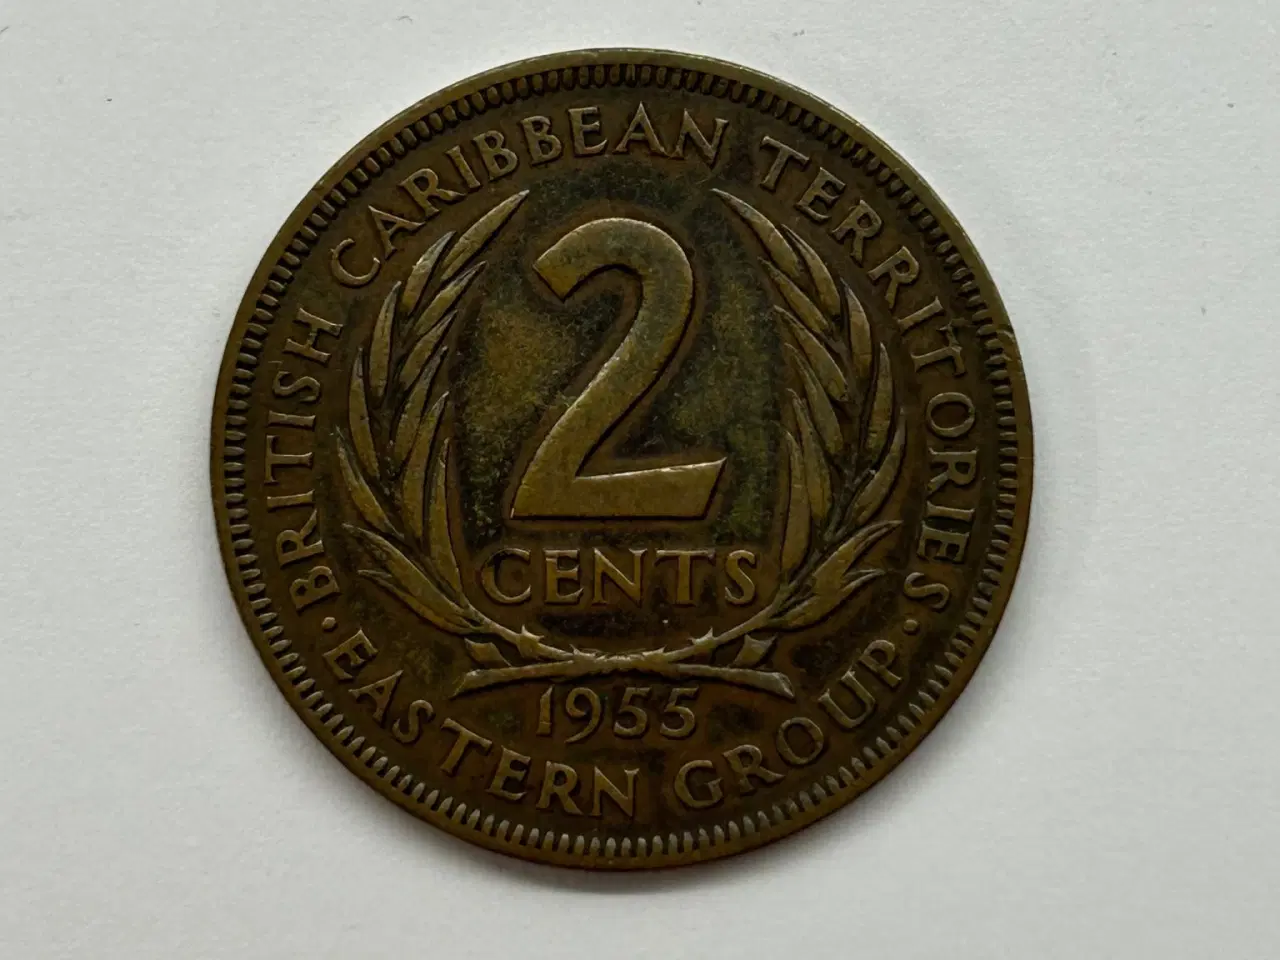 BRITISH CARIBBEAN TERRITORIES
2
CENTS
1955
· EASTERN GROUP ·